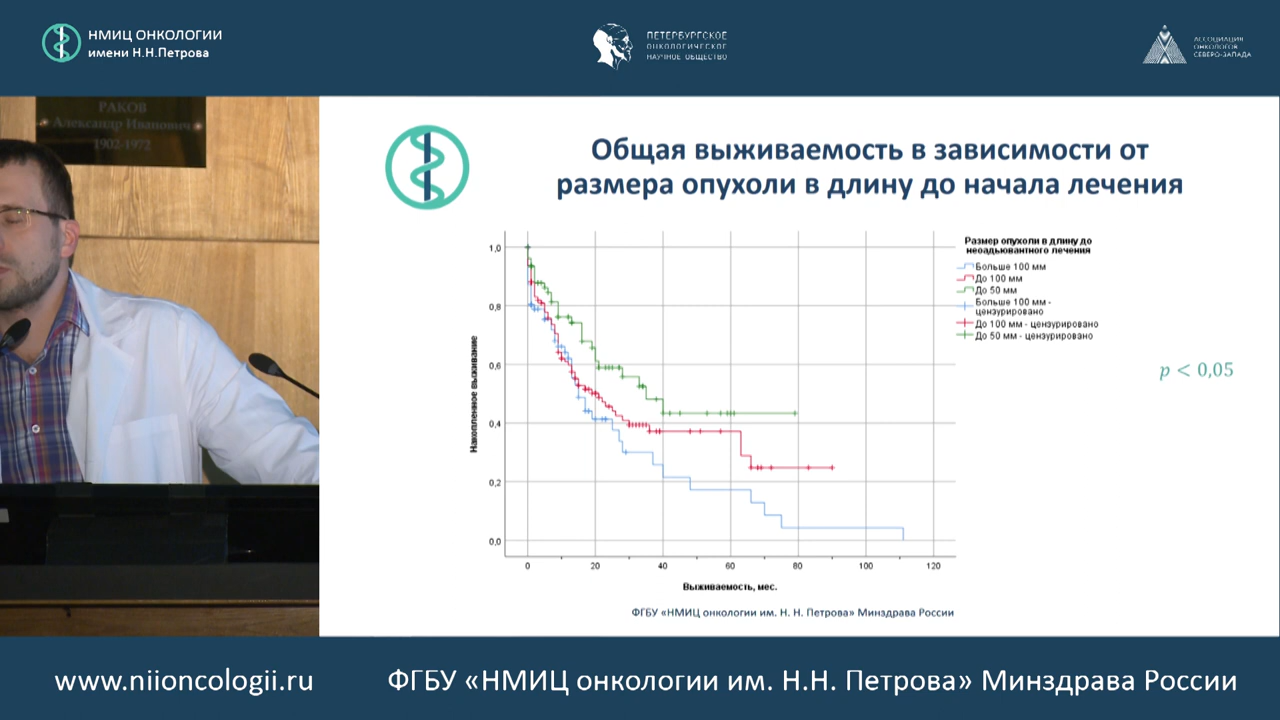 НМИЦ ОНКОЛОГИИ
имени Н.Н.Петрова
ПЕТЕРБУРГСКОЕ
ОНКОЛОГИЧЕСКОЕ
НАУЧНОЕ ОБЩЕСТВО
АССОЦИАЦИЯ
ОНКОЛОГОВ
СЕВЕРО-ЗАПАДА
РАКОВ
Александр Иванович
1902-1972
Общая выживаемость в зависимости от
размера опухоли в длину до начала лечения
Накопленное выживание
1,0
0,8
0,6
0,4
0,2
0,0
0 20 40 60 80 100 120
Выживаемость, мес.
Размер опухоли в длину до
неоадьювантного лечения
Больше 100 мм
До 100 мм
До 50 мм
Больше 100 мм -
цензурировано
До 100 мм - цензурировано
До 50 мм - цензурировано
p < 0,05
ФГБУ «НМИЦ онкологии им. Н. Н. Петрова» Минздрава России
www.niioncologii.ru
ФГБУ «НМИЦ онкологии им. Н.Н. Петрова» Минздрава России